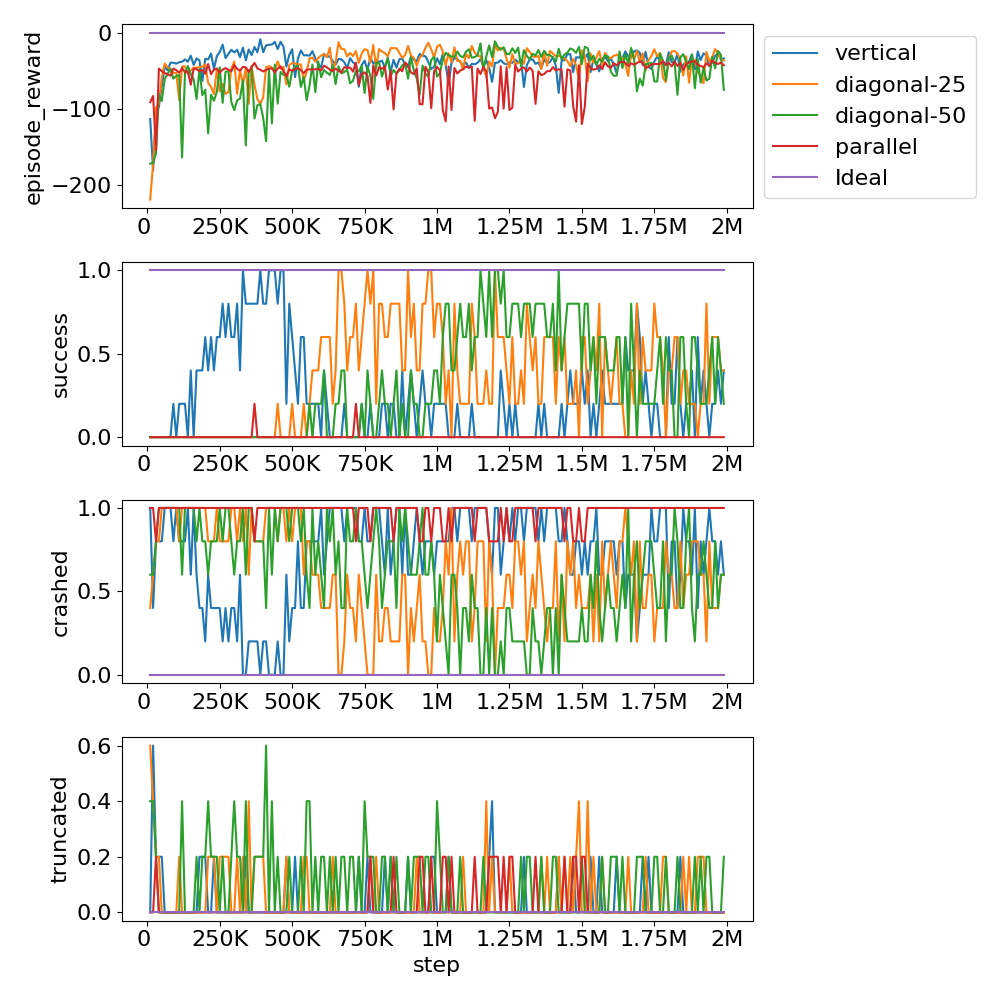 episode_reward
0
−100
−200
0 250K 500K 750K 1M 1.25M 1.5M 1.75M 2M
vertical
diagonal-25
diagonal-50
parallel
Ideal
success
1.0
0.5
0.0
0 250K 500K 750K 1M 1.25M 1.5M 1.75M 2M
crashed
1.0
0.5
0.0
0 250K 500K 750K 1M 1.25M 1.5M 1.75M 2M
truncated
0.6
0.4
0.2
0.0
0 250K 500K 750K 1M 1.25M 1.5M 1.75M 2M
step